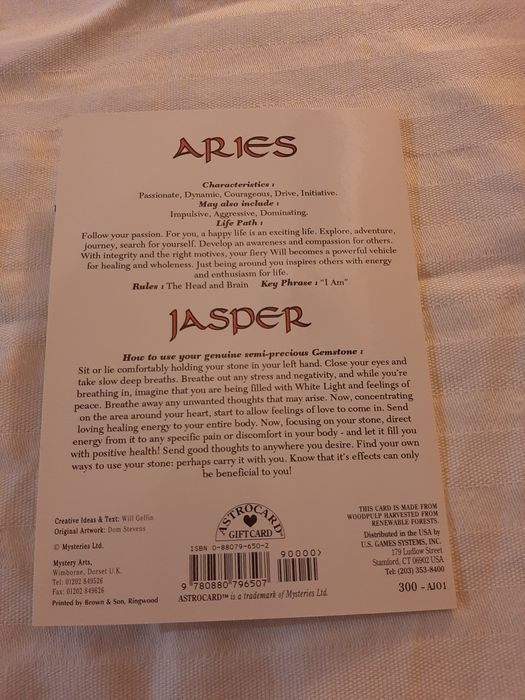 ARIES
Characteristics :
Passionate, Dynamic, Courageous, Drive, Initiative.
May also include :
Impulsive, Aggressive, Dominating.
Life Path :
Follow your passion. For you, a happy life is an exciting life. Explore, adventure,
journey, search for yourself. Develop an awareness and compassion for others.
With integrity and the right motives, your fiery Will becomes a powerful vehicle
for healing and wholeness. Just being around you inspires others with energy
and enthusiasm for life.
Rules : The Head and Brain Key Phrase : "I Am"
JASPER
How to use your genuine semi-precious Gemstone :
Sit or lie comfortably holding your stone in your left hand. Close your eyes and
take slow deep breaths. Breathe out any stress and negativity, and while you're
breathing in, imagine that you are being filled with White Light and feelings of
peace. Breathe away any unwanted thoughts that may arise. Now, concentrating
on the area around your heart, start to allow feelings of love to come in. Send
loving healing energy to your entire body. Now, focusing on your stone, direct
energy from it to any specific pain or discomfort in your body - and let it fill you
with positive health! Send good thoughts to anywhere you desire. Find your own
ways to use your stone: perhaps carry it with you. Know that it's effects can only
be beneficial to you!
Creative Ideas & Text: Will Geffin
Original Artwork: Dom Stevens
© Mysteries Ltd.
Mystery Arts,
Wimborne, Dorset U.K.
Tel: 01202 849526
Fax: 01202 849626
Printed by Brown & Son, Ringwood
ASTROCARD
GIFTCARD
ISBN 0-88079-650-2
90000>
9 780880 796507
ASTROCARD™ is a trademark of Mysteries Ltd.
THIS CARD IS MADE FROM
WOODPULP HARVESTED FROM
RENEWABLE FORESTS.
Distributed in the USA by
U.S. GAMES SYSTEMS, INC.
179 Ludlow Street
Stamford, CT 06902 USA
Tel: (203) 353-8400
300 - AJ01